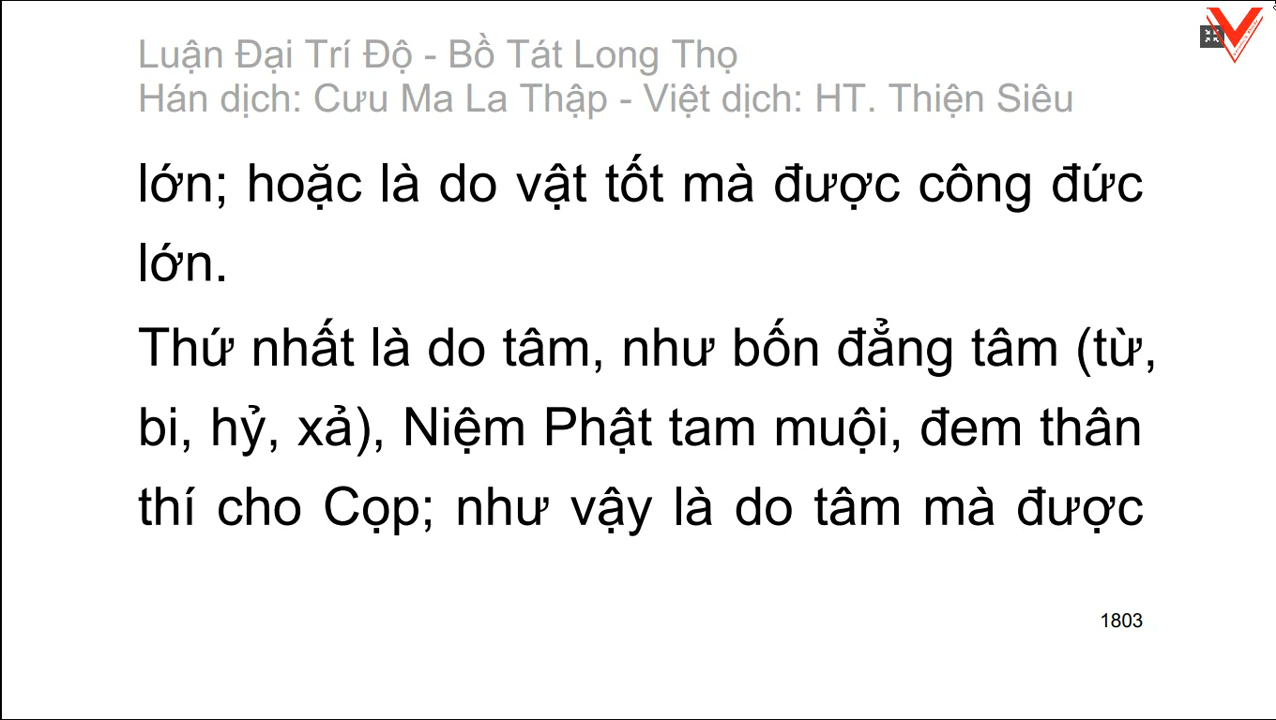 Luận Đại Trí Độ - Bồ Tát Long Thọ
Hán dịch: Cưu Ma La Thập - Việt dịch: HT. Thiện Siêu
lớn; hoặc là do vật tốt mà được công đức
lớn.
Thứ nhất là do tâm, như bốn đẳng tâm (từ,
bi, hỷ, xả), Niệm Phật tam muội, đem thân
thí cho Cọp; như vậy là do tâm mà được
1803